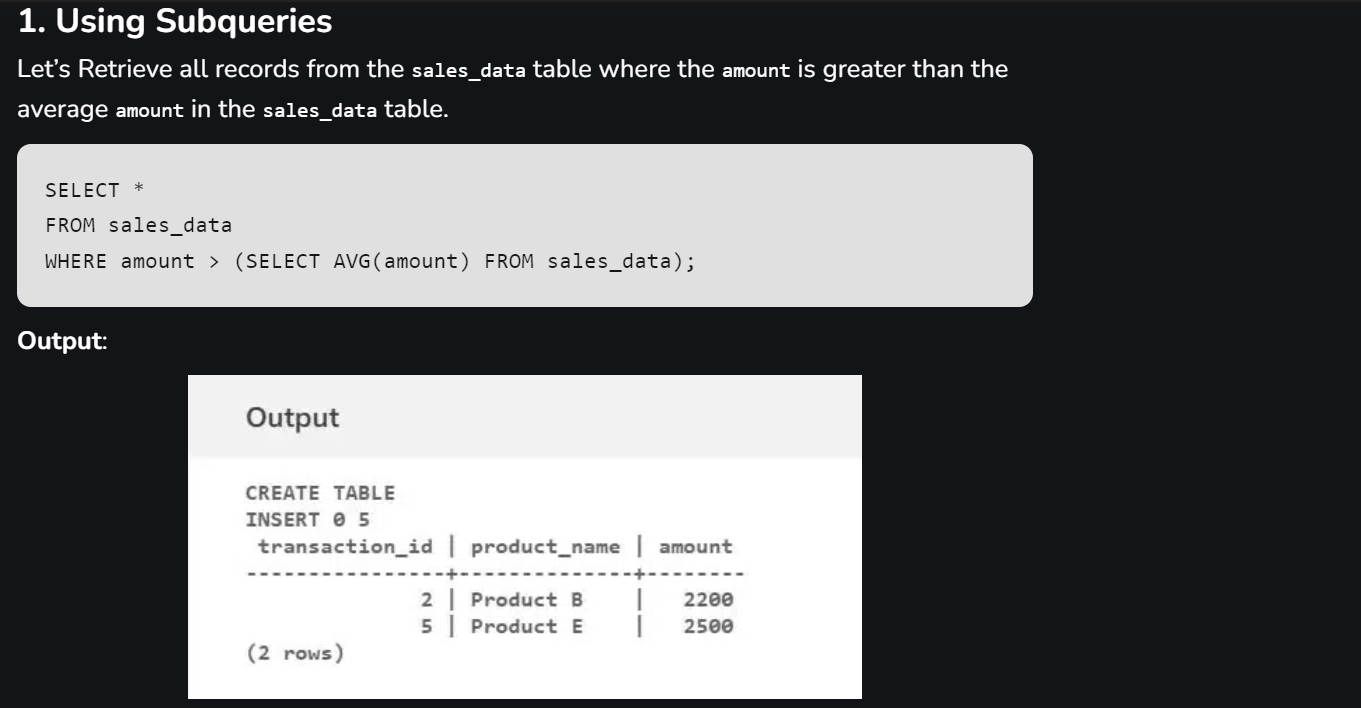 1. Using Subqueries
Let’s Retrieve all records from the sales_data table where the amount is greater than the
average amount in the sales_data table.
SELECT *
FROM sales_data
WHERE amount > (SELECT AVG(amount) FROM sales_data);
Output:
Output
CREATE TABLE
INSERT 0 5
 transaction_id | product_name | amount
----------------+--------------+--------
              2 | Product B    |   2200
              5 | Product E    |   2500
(2 rows)